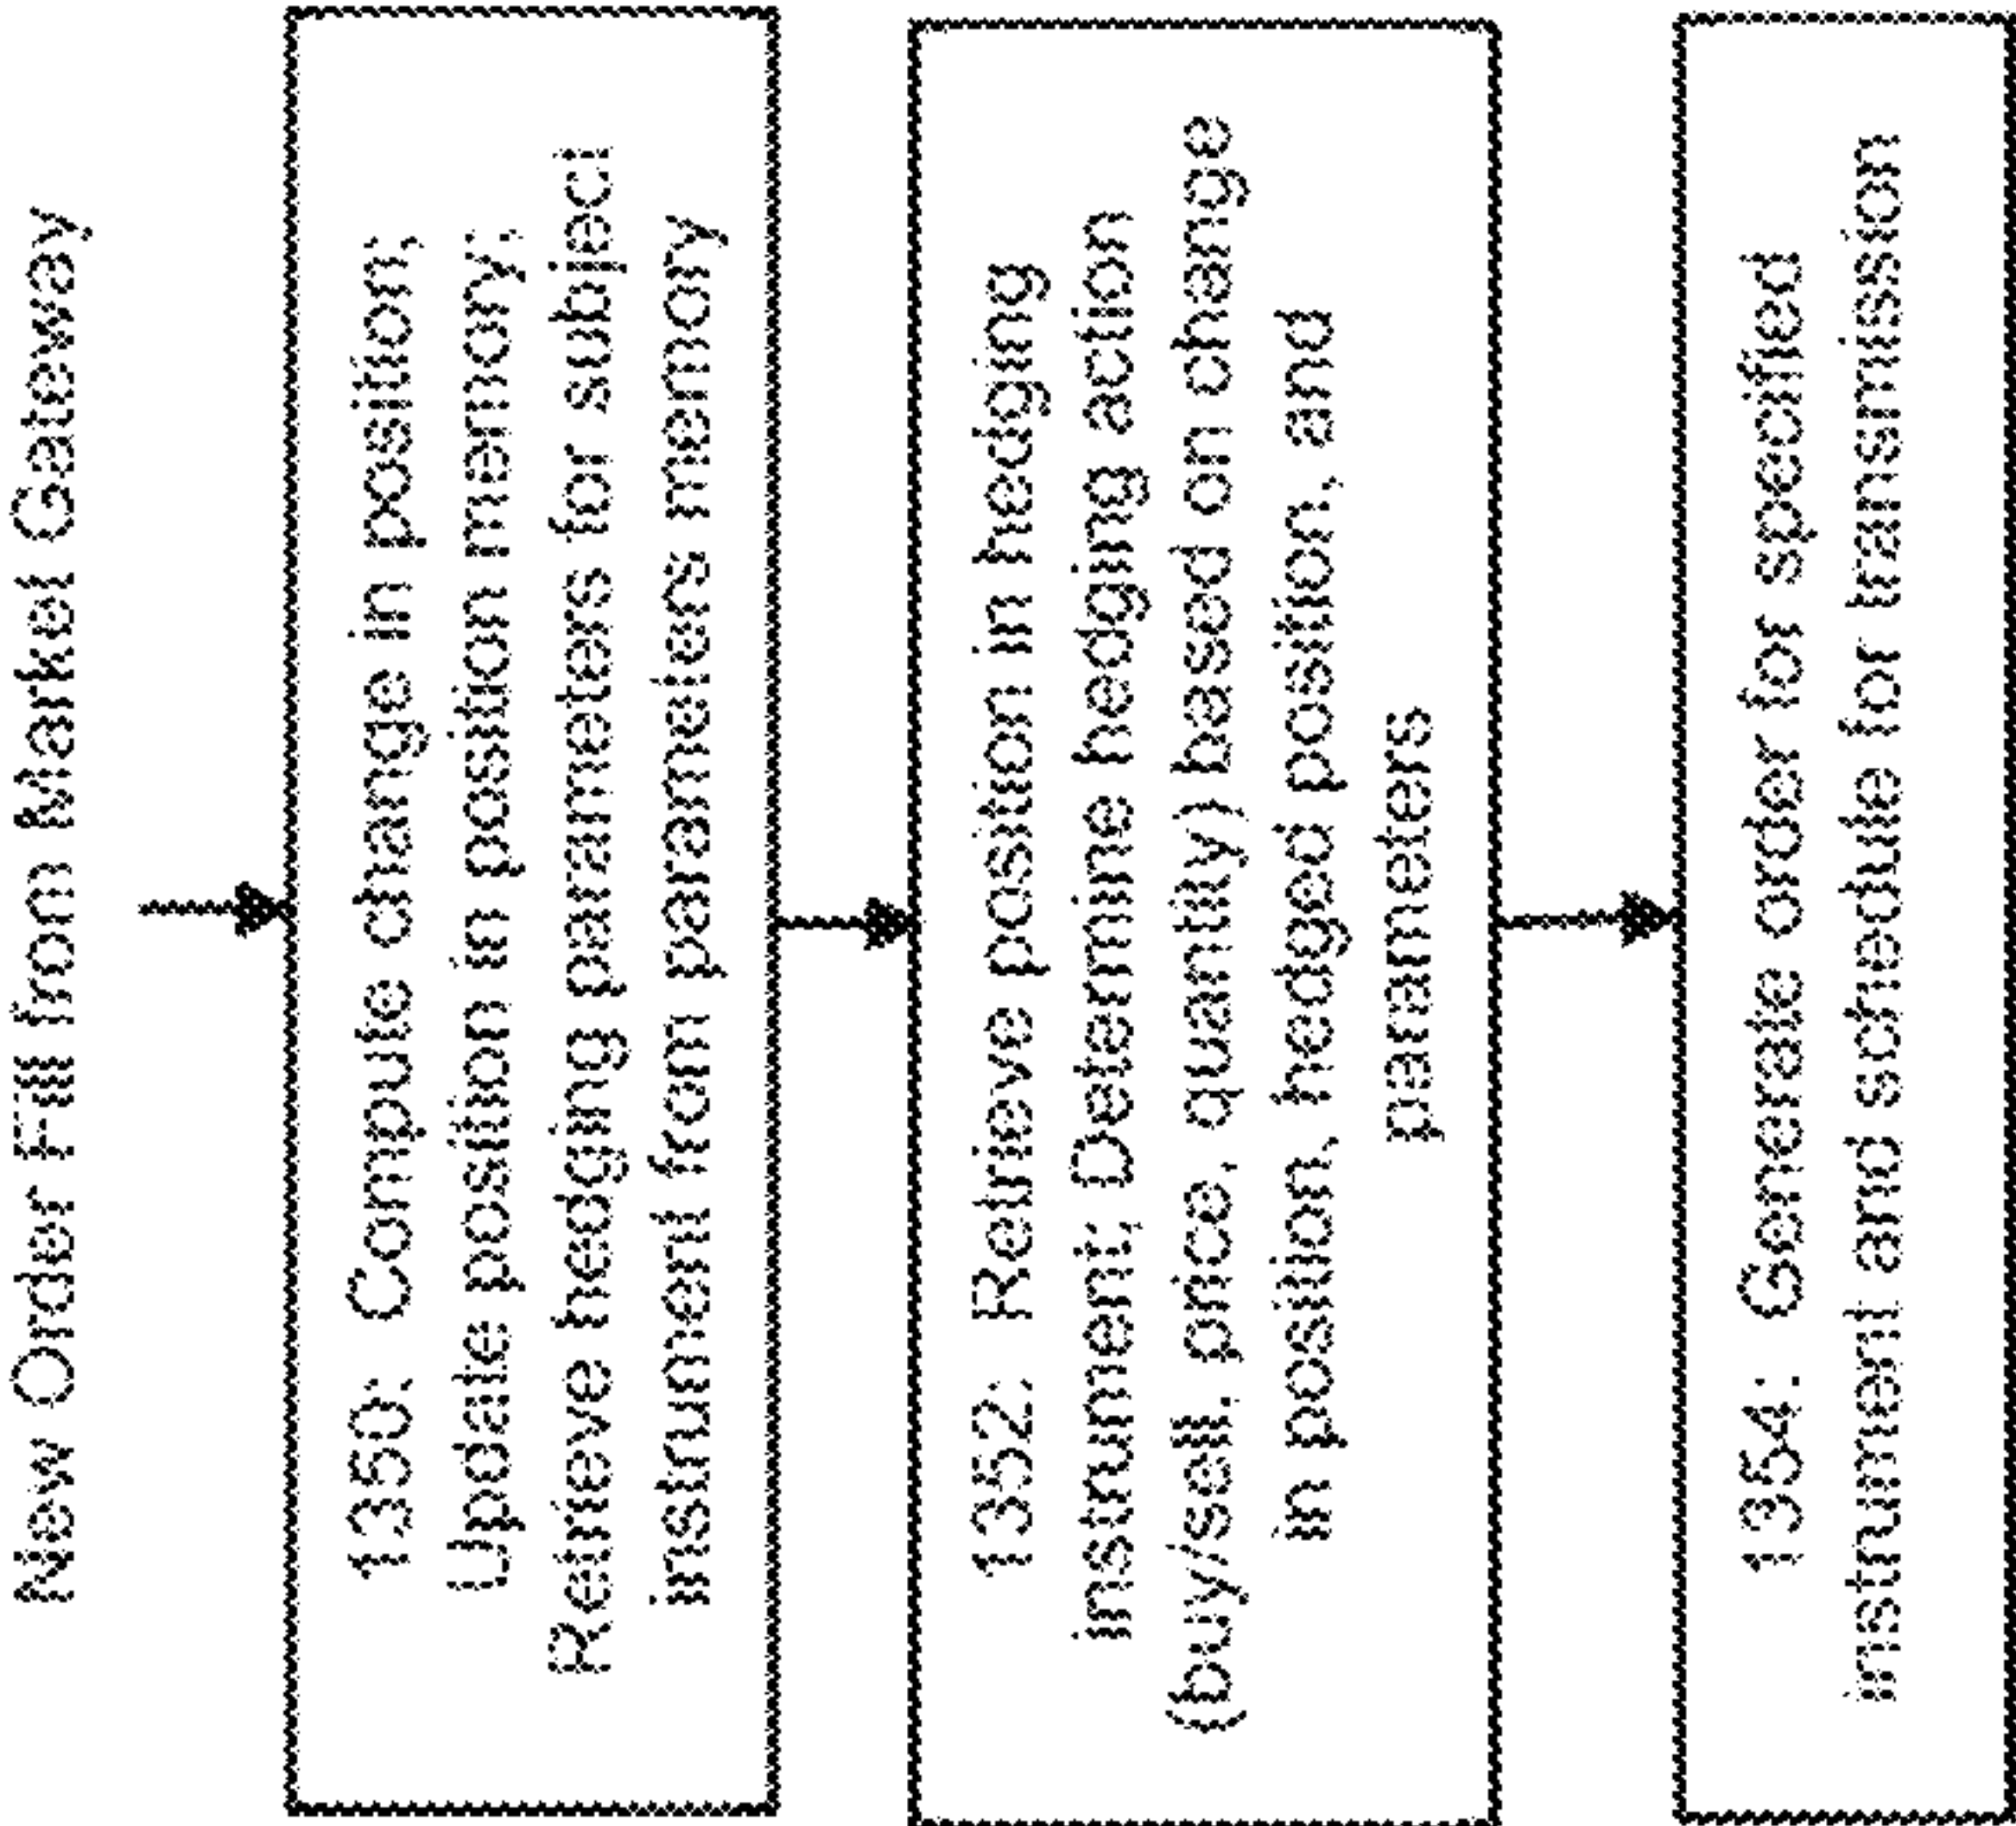 New Order Fill from Market Gateway
1350: Compute change in position;
Update position in position memory;
Retrieve hedging parameters for subject
instrument from parameters memory
1352: Retrieve position in hedging
instrument; Determine hedging action
(buy/sell, price, quantity) based on change
in position, hedged position, and
parameters
1354: Generate order for specified
instrument and schedule for transmission